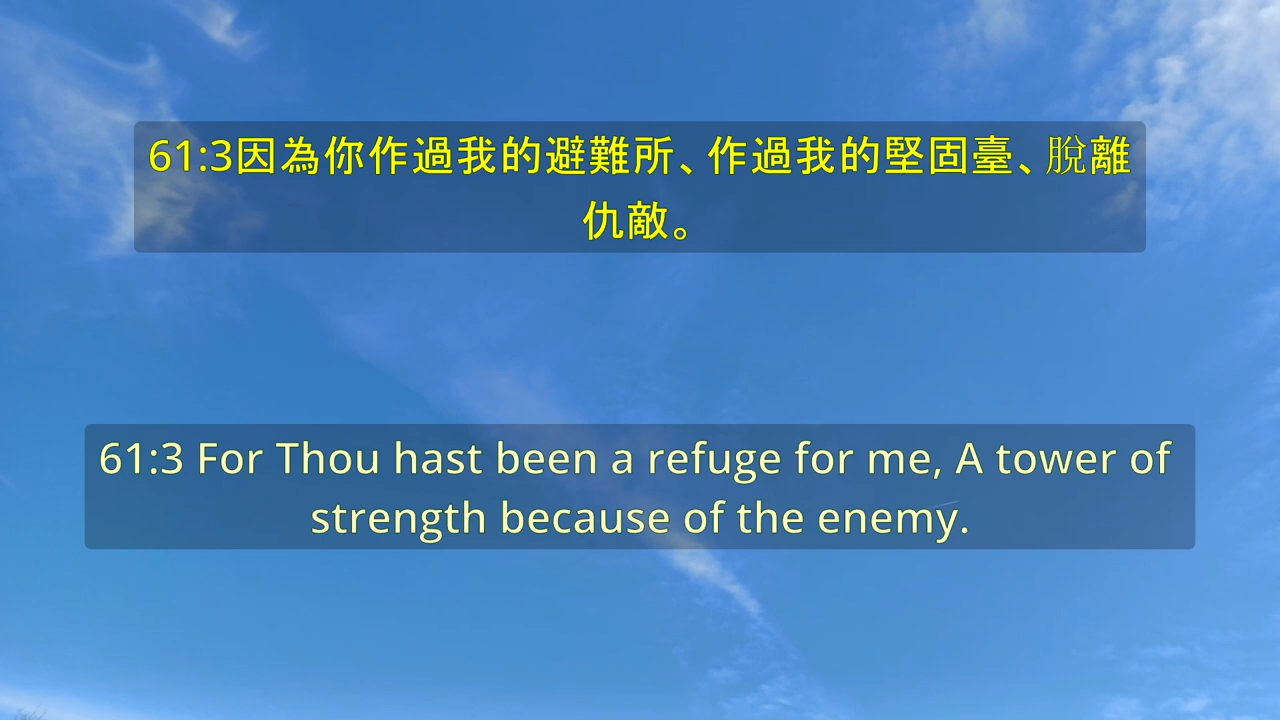 61:3因為你作過我的避難所、作過我的堅固臺、脫離
仇敵。
61:3 For Thou hast been a refuge for me, A tower of
strength because of the enemy.